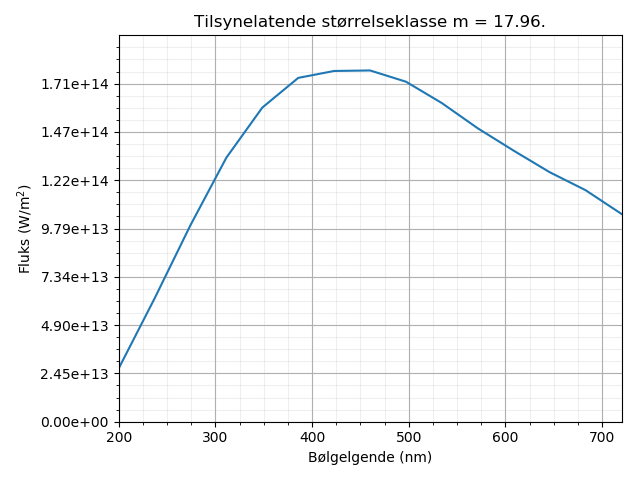 Tilsynelatende størrelseklasse m = 17.96.
Fluks (W/m²)
1.71e+14
1.47e+14
1.22e+14
9.79e+13
7.34e+13
4.90e+13
2.45e+13
0.00e+00
200 300 400 500 600 700
Bølgelgende (nm)